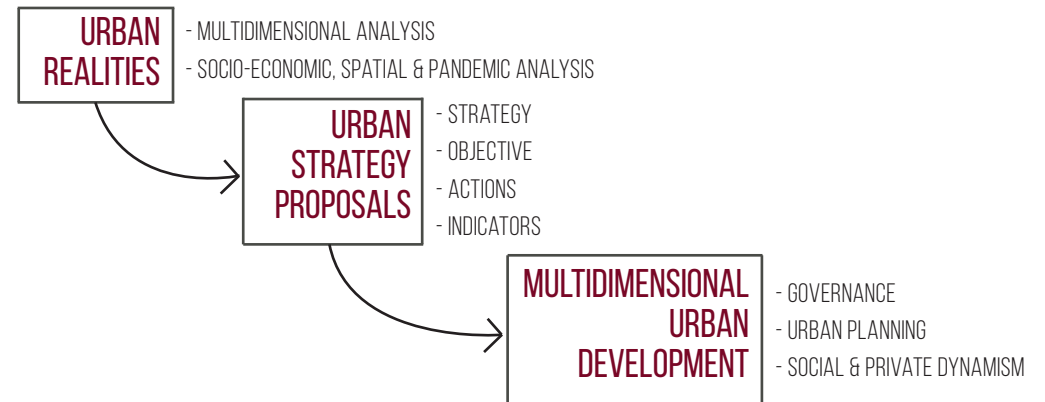 URBAN
REALITIES
- MULTIDIMENSIONAL ANALYSIS
- SOCIO-ECONOMIC, SPATIAL & PANDEMIC ANALYSIS
URBAN
STRATEGY
PROPOSALS
- STRATEGY
- OBJECTIVE
- ACTIONS
- INDICATORS
MULTIDIMENSIONAL
URBAN
DEVELOPMENT
- GOVERNANCE
- URBAN PLANNING
- SOCIAL & PRIVATE DYNAMISM